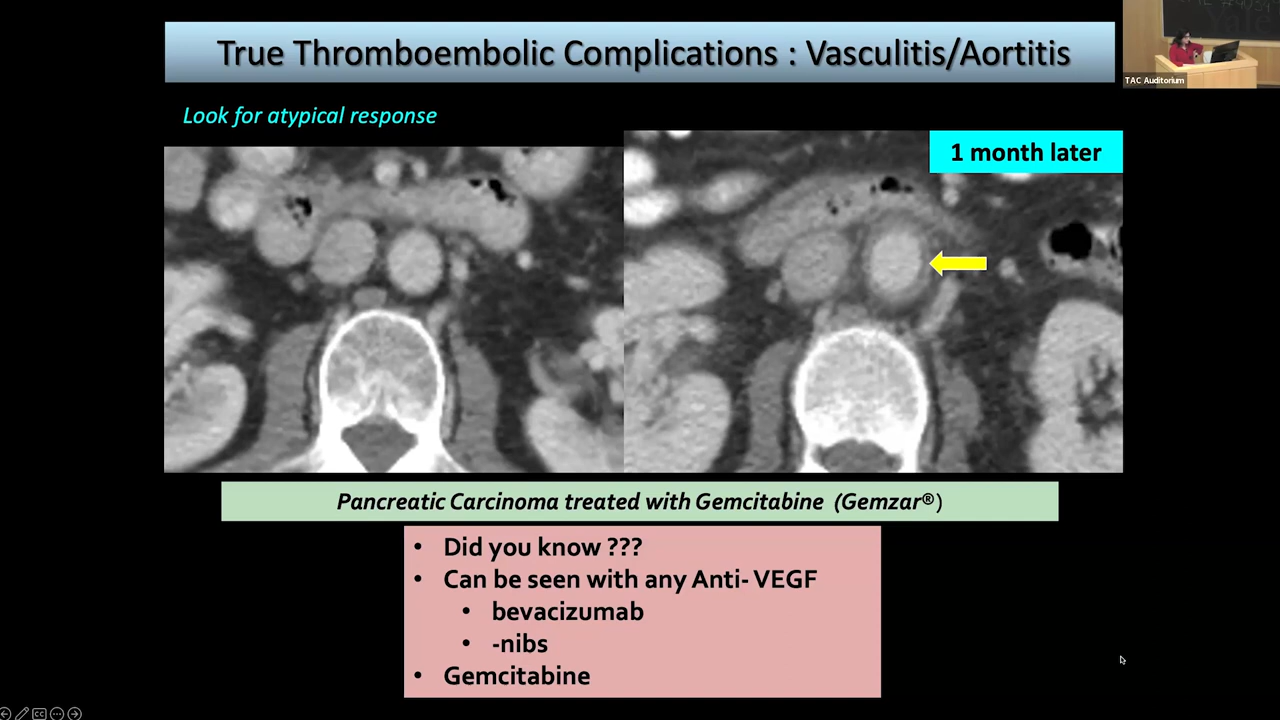 True Thromboembolic Complications : Vasculitis/Aortitis
TAC Auditorium
Look for atypical response
1 month later
Pancreatic Carcinoma treated with Gemcitabine (Gemzar®)
• Did you know ???
• Can be seen with any Anti- VEGF
• bevacizumab
• -nibs
• Gemcitabine